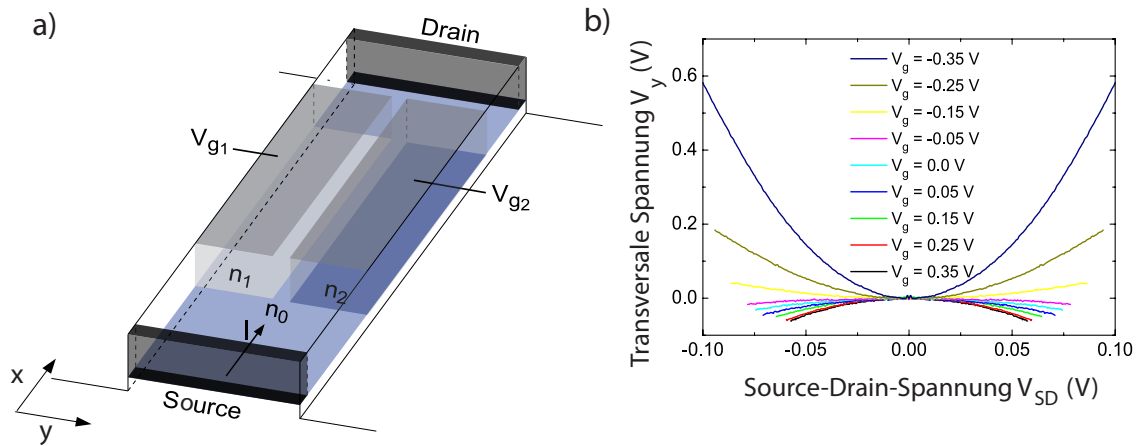 a)
Drain
V_g1
V_g2
n_1
n_2
n_0
I
Source
x
y
b)
Transversale Spannung V_y (V)
0.6
0.4
0.2
0.0
V_g = -0.35 V
V_g = -0.25 V
V_g = -0.15 V
V_g = -0.05 V
V_g = 0.0 V
V_g = 0.05 V
V_g = 0.15 V
V_g = 0.25 V
V_g = 0.35 V
-0.10
-0.05
0.00
0.05
0.10
Source-Drain-Spannung V_SD (V)